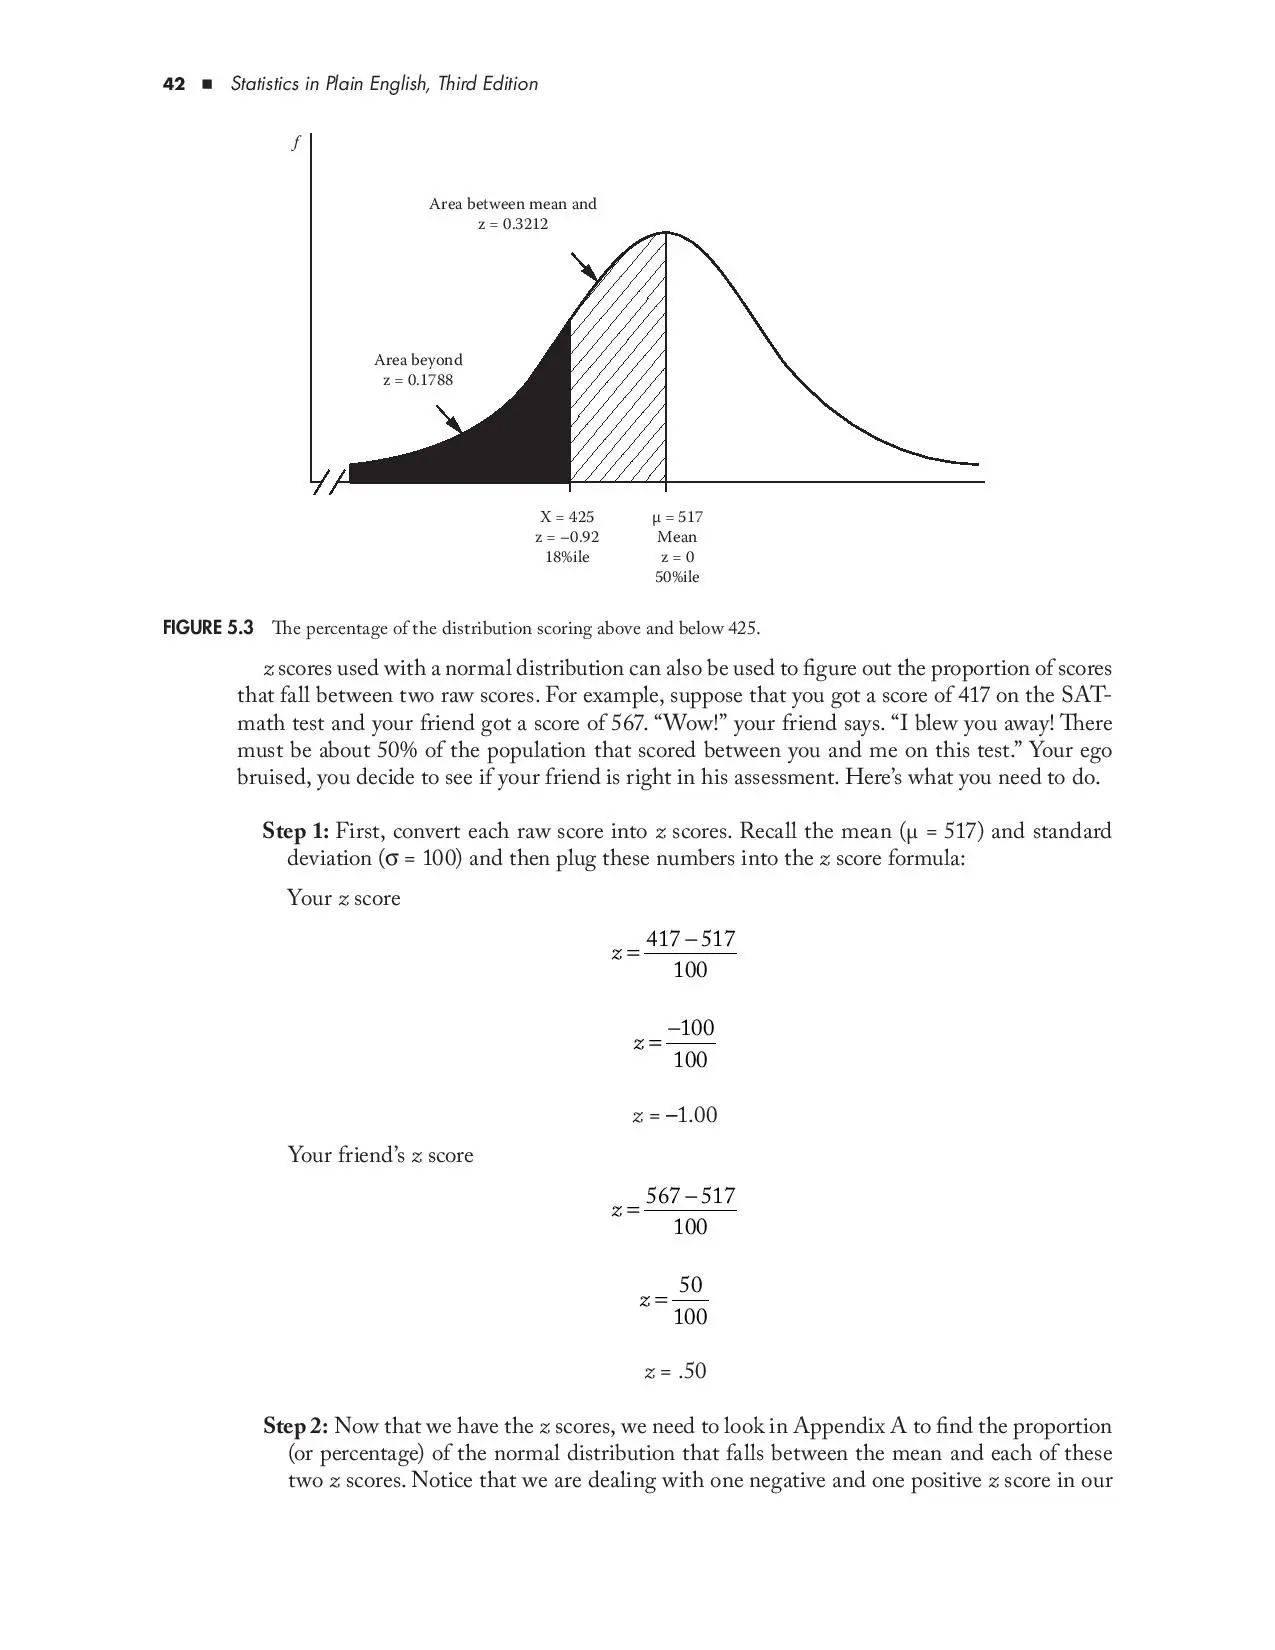 42 ■ Statistics in Plain English, Third Edition
f
Area between mean and
z = 0.3212
Area beyond
z = 0.1788
X = 425
z = –0.92
18%ile
µ = 517
Mean
z = 0
50%ile
FIGURE 5.3 The percentage of the distribution scoring above and below 425.
z scores used with a normal distribution can also be used to figure out the proportion of scores
that fall between two raw scores. For example, suppose that you got a score of 417 on the SAT-
math test and your friend got a score of 567. “Wow!” your friend says. “I blew you away! There
must be about 50% of the population that scored between you and me on this test.” Your ego
bruised, you decide to see if your friend is right in his assessment. Here’s what you need to do.
Step 1: First, convert each raw score into z scores. Recall the mean (µ = 517) and standard
deviation (σ = 100) and then plug these numbers into the z score formula:
Your z score
z = 417 – 517
100
z = –100
100
z = –1.00
Your friend’s z score
z = 567 – 517
100
z = 50
100
z = .50
Step 2: Now that we have the z scores, we need to look in Appendix A to find the proportion
(or percentage) of the normal distribution that falls between the mean and each of these
two z scores. Notice that we are dealing with one negative and one positive z score in our